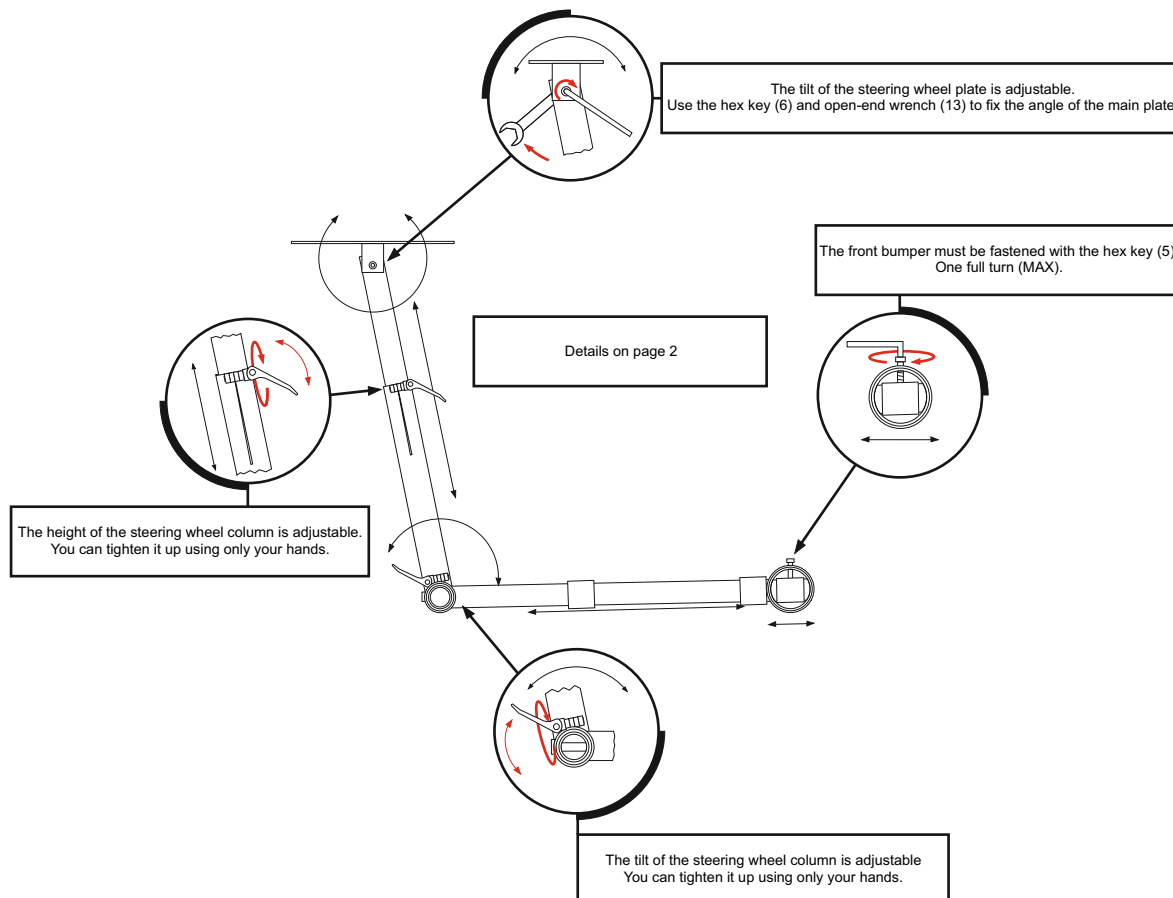 The tilt of the steering wheel plate is adjustable.
Use the hex key (6) and open-end wrench (13) to fix the angle of the main plate
The front bumper must be fastened with the hex key (5)
One full turn (MAX).
Details on page 2
The height of the steering wheel column is adjustable.
You can tighten it up using only your hands.
The tilt of the steering wheel column is adjustable
You can tighten it up using only your hands.